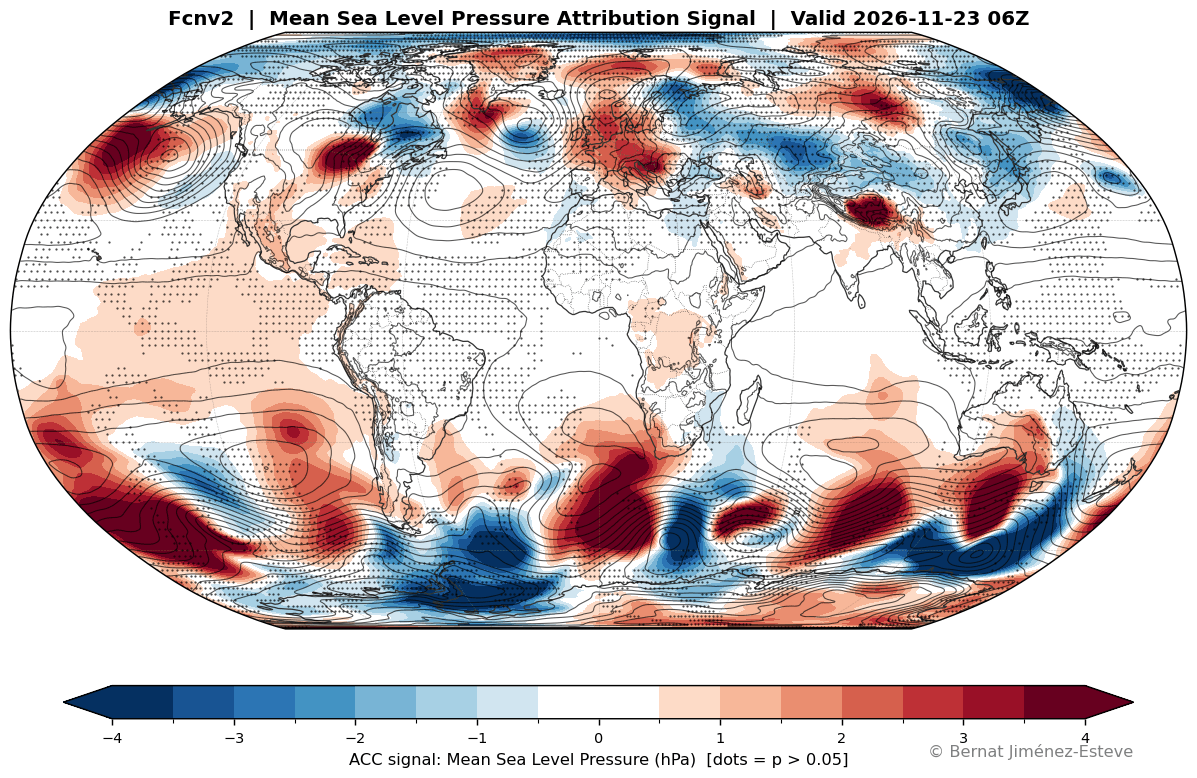 Fcnv2 | Mean Sea Level Pressure Attribution Signal | Valid 2026-11-23 06Z
−4 −3 −2 −1 0 1 2 3 4
© Bernat Jiménez-Esteve
ACC signal: Mean Sea Level Pressure (hPa) [dots = p > 0.05]